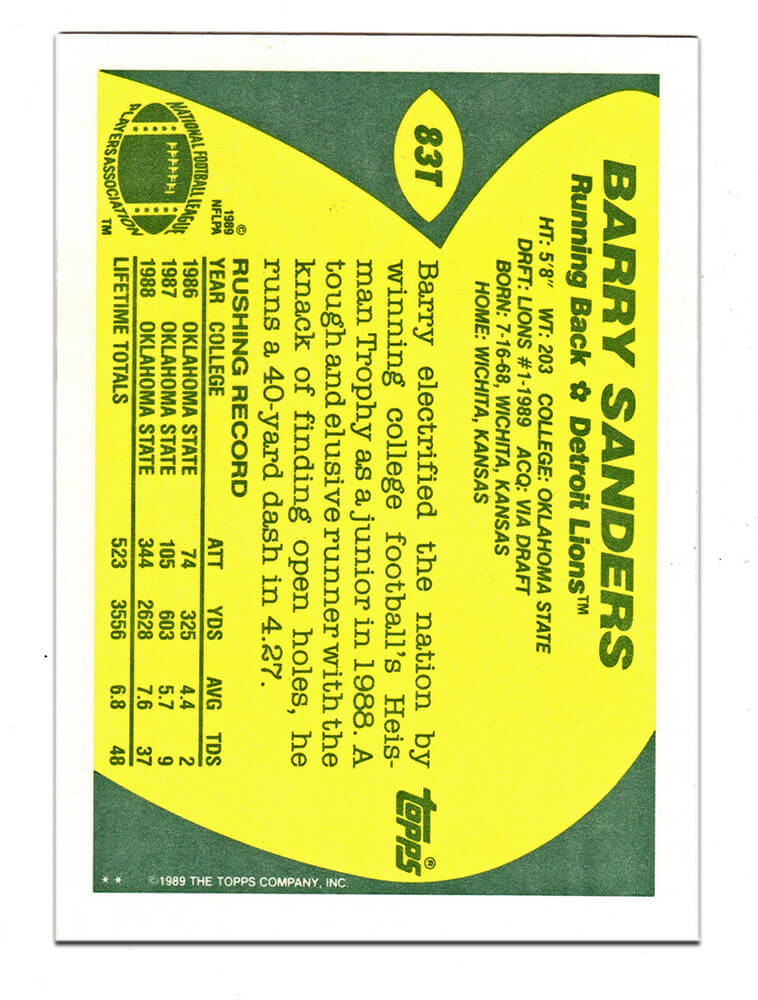 83T
BARRY SANDERS
Running Back ✿ Detroit Lions™
HT: 5'8" WT: 203 COLLEGE: OKLAHOMA STATE
DRFT: LIONS #1-1989 ACQ: VIA DRAFT
BORN: 7-16-68, WICHITA, KANSAS
HOME: WICHITA, KANSAS
Barry electrified the nation by
winning college football's Heis-
man Trophy as a junior in 1988. A
tough and elusive runner with the
knack of finding open holes, he
runs a 40-yard dash in 4.27.
topps®
RUSHING RECORD
YEAR COLLEGE ATT YDS AVG TDS
1986 OKLAHOMA STATE 74 325 4.4 2
1987 OKLAHOMA STATE 105 603 5.7 9
1988 OKLAHOMA STATE 344 2628 7.6 37
LIFETIME TOTALS 523 3556 6.8 48
NATIONAL FOOTBALL LEAGUE
PLAYERS ASSOCIATION
TM
©
1989
NFLPA
** ©1989 THE TOPPS COMPANY, INC.